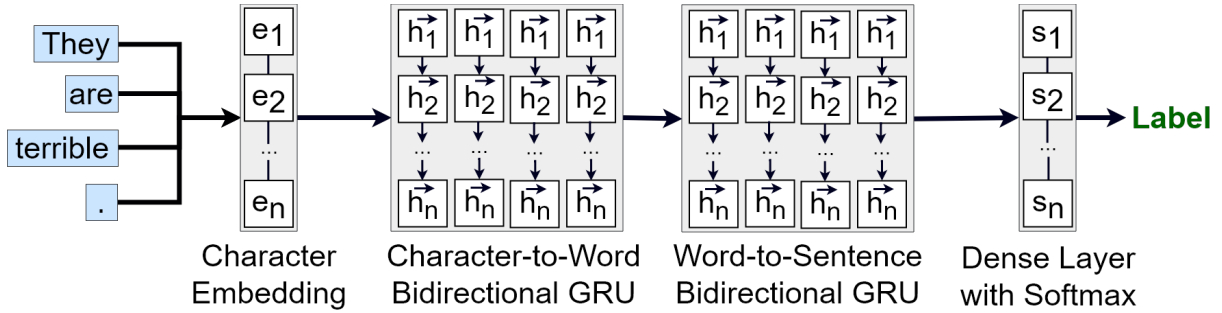 They
are
terrible
.
e1
e2
...
en
h1 h1 h1 h1
h2 h2 h2 h2
... ... ... ...
hn hn hn hn
h1 h1 h1 h1
h2 h2 h2 h2
... ... ... ...
hn hn hn hn
s1
s2
...
sn
Label
Character
Embedding
Character-to-Word
Bidirectional GRU
Word-to-Sentence
Bidirectional GRU
Dense Layer
with Softmax